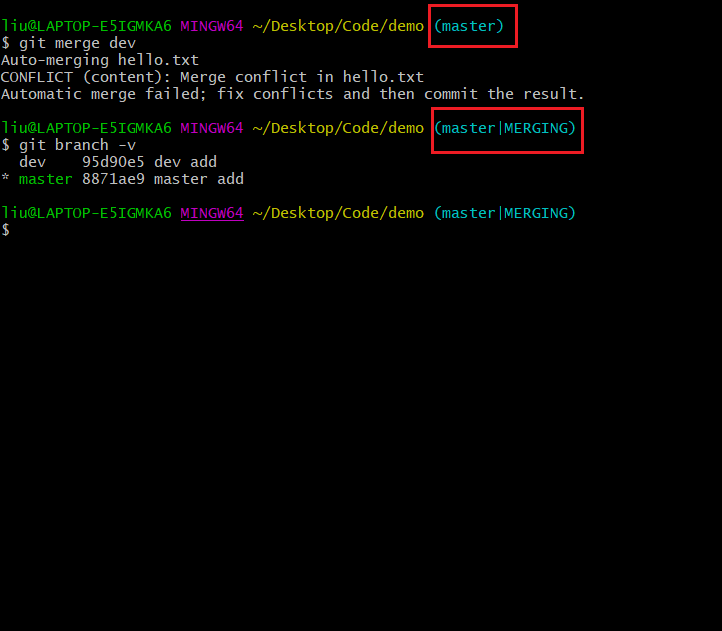 liu@LAPTOP-E5IGMKA6 MINGW64 ~/Desktop/Code/demo (master)
$ git merge dev
Auto-merging hello.txt
CONFLICT (content): Merge conflict in hello.txt
Automatic merge failed; fix conflicts and then commit the result.
liu@LAPTOP-E5IGMKA6 MINGW64 ~/Desktop/Code/demo (master|MERGING)
$ git branch -v
  dev    95d90e5 dev add
* master 8871ae9 master add
liu@LAPTOP-E5IGMKA6 MINGW64 ~/Desktop/Code/demo (master|MERGING)
$